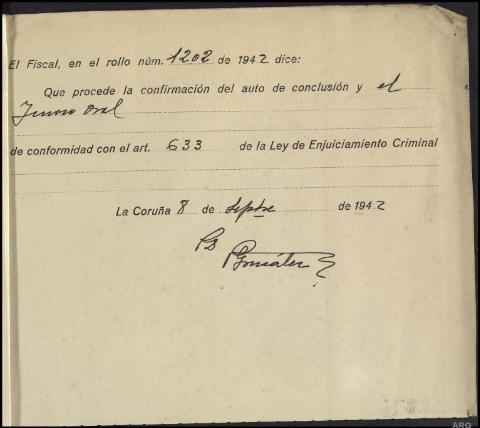 El Fiscal, en el rollo núm. 1202 de 1942 dice:
Que procede la confirmación del auto de conclusión y el
Juicio Oral
de conformidad con el art. 633 de la Ley de Enjuiciamiento Criminal
La Coruña 8 de Septre de 1942
González
ARG